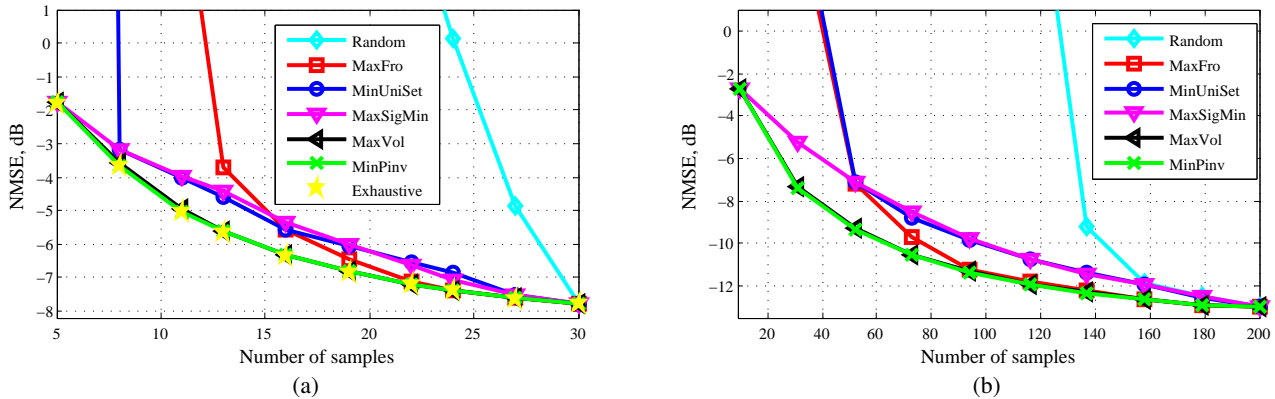 1
0
−1
−2
−3
−4
−5
−6
−7
−8
NMSE, dB
5
10
15
20
25
30
Number of samples
Random
MaxFro
MinUniSet
MaxSigMin
MaxVol
MinPinv
Exhaustive
(a)
0
−2
−4
−6
−8
−10
−12
NMSE, dB
20
40
60
80
100
120
140
160
180
200
Number of samples
Random
MaxFro
MinUniSet
MaxSigMin
MaxVol
MinPinv
(b)